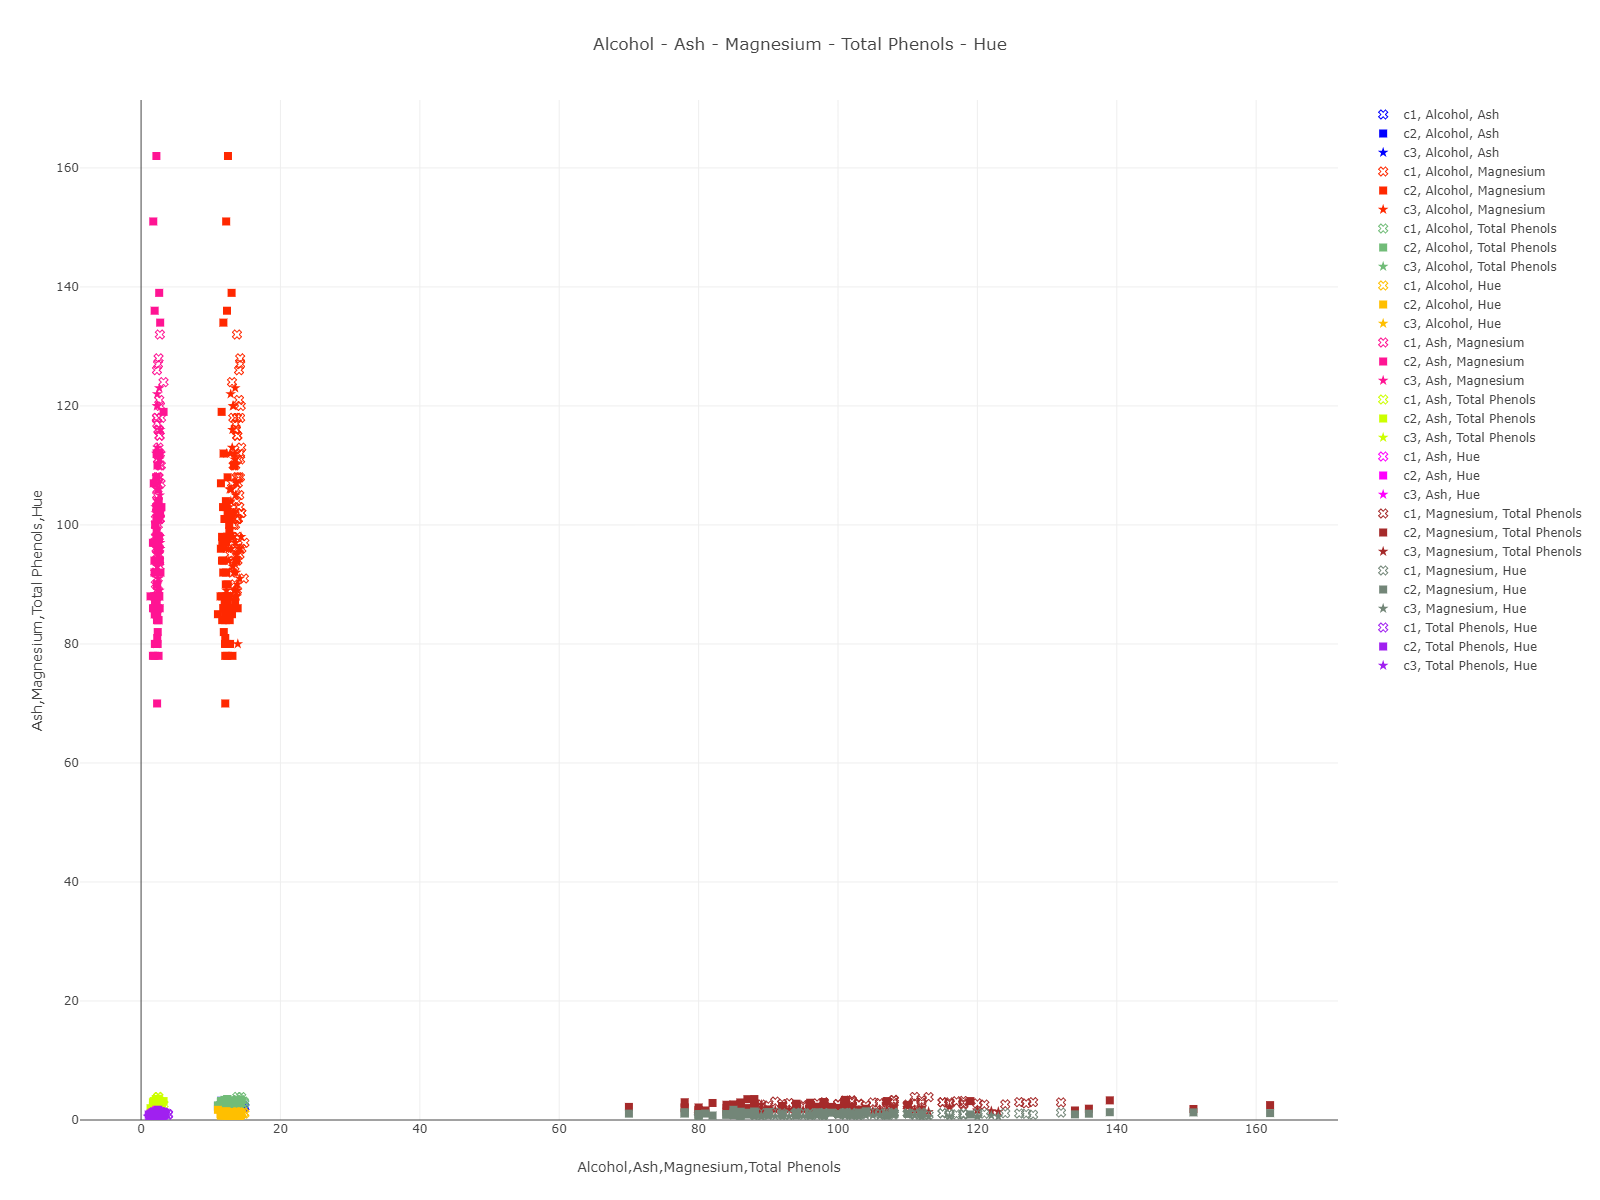 Alcohol - Ash - Magnesium - Total Phenols - Hue
c1, Alcohol, Ash
c2, Alcohol, Ash
c3, Alcohol, Ash
c1, Alcohol, Magnesium
c2, Alcohol, Magnesium
c3, Alcohol, Magnesium
c1, Alcohol, Total Phenols
c2, Alcohol, Total Phenols
c3, Alcohol, Total Phenols
c1, Alcohol, Hue
c2, Alcohol, Hue
c3, Alcohol, Hue
c1, Ash, Magnesium
c2, Ash, Magnesium
c3, Ash, Magnesium
c1, Ash, Total Phenols
c2, Ash, Total Phenols
c3, Ash, Total Phenols
c1, Ash, Hue
c2, Ash, Hue
c3, Ash, Hue
c1, Magnesium, Total Phenols
c2, Magnesium, Total Phenols
c3, Magnesium, Total Phenols
c1, Magnesium, Hue
c2, Magnesium, Hue
c3, Magnesium, Hue
c1, Total Phenols, Hue
c2, Total Phenols, Hue
c3, Total Phenols, Hue
160
140
120
100
80
60
40
20
0
Ash,Magnesium,Total Phenols,Hue
0 20 40 60 80 100 120 140 160
Alcohol,Ash,Magnesium,Total Phenols